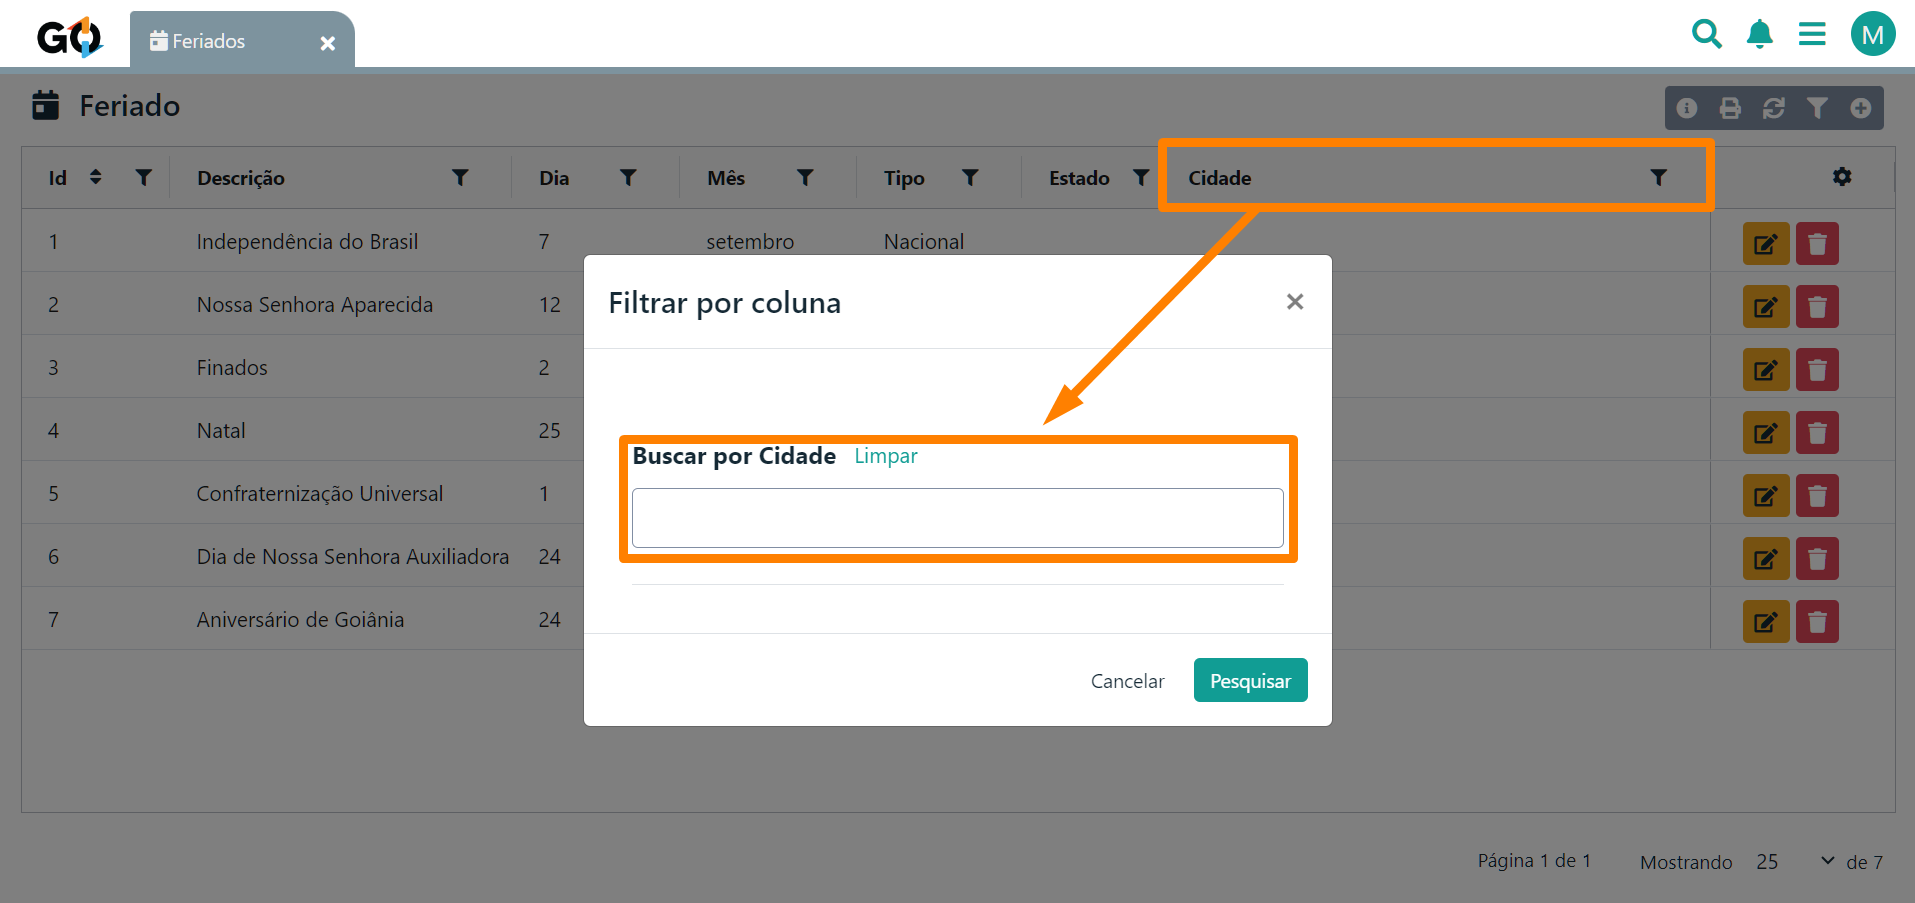 GO Feriados
M
Feriado
Id Descrição Dia Mês Tipo Estado Cidade
1 Independência do Brasil 7 setembro Nacional
2 Nossa Senhora Aparecida 12
3 Finados 2
4 Natal 25
5 Confraternização Universal 1
6 Dia de Nossa Senhora Auxiliadora 24
7 Aniversário de Goiânia 24
Filtrar por coluna
Buscar por Cidade Limpar
Cancelar Pesquisar
Página 1 de 1 Mostrando 25 de 7